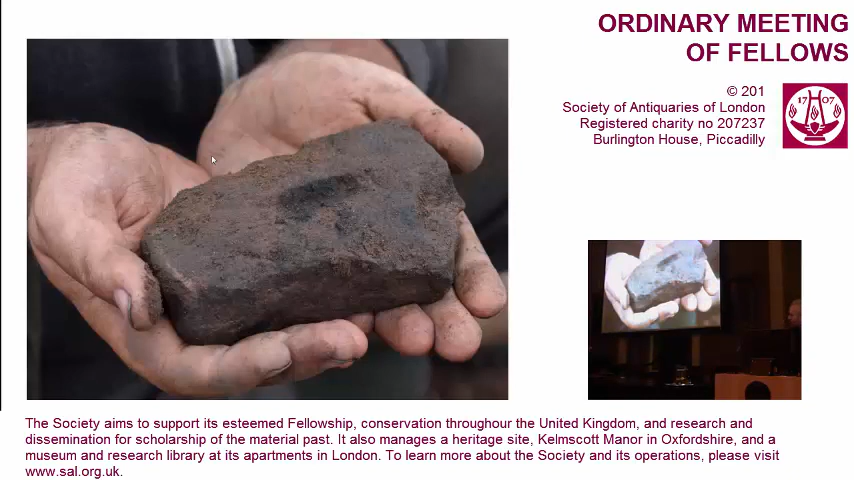 ORDINARY MEETING
OF FELLOWS
© 201
Society of Antiquaries of London
Registered charity no 207237
Burlington House, Piccadilly
17 07
The Society aims to support its esteemed Fellowship, conservation throughour the United Kingdom, and research and
dissemination for scholarship of the material past. It also manages a heritage site, Kelmscott Manor in Oxfordshire, and a
museum and research library at its apartments in London. To learn more about the Society and its operations, please visit
www.sal.org.uk.